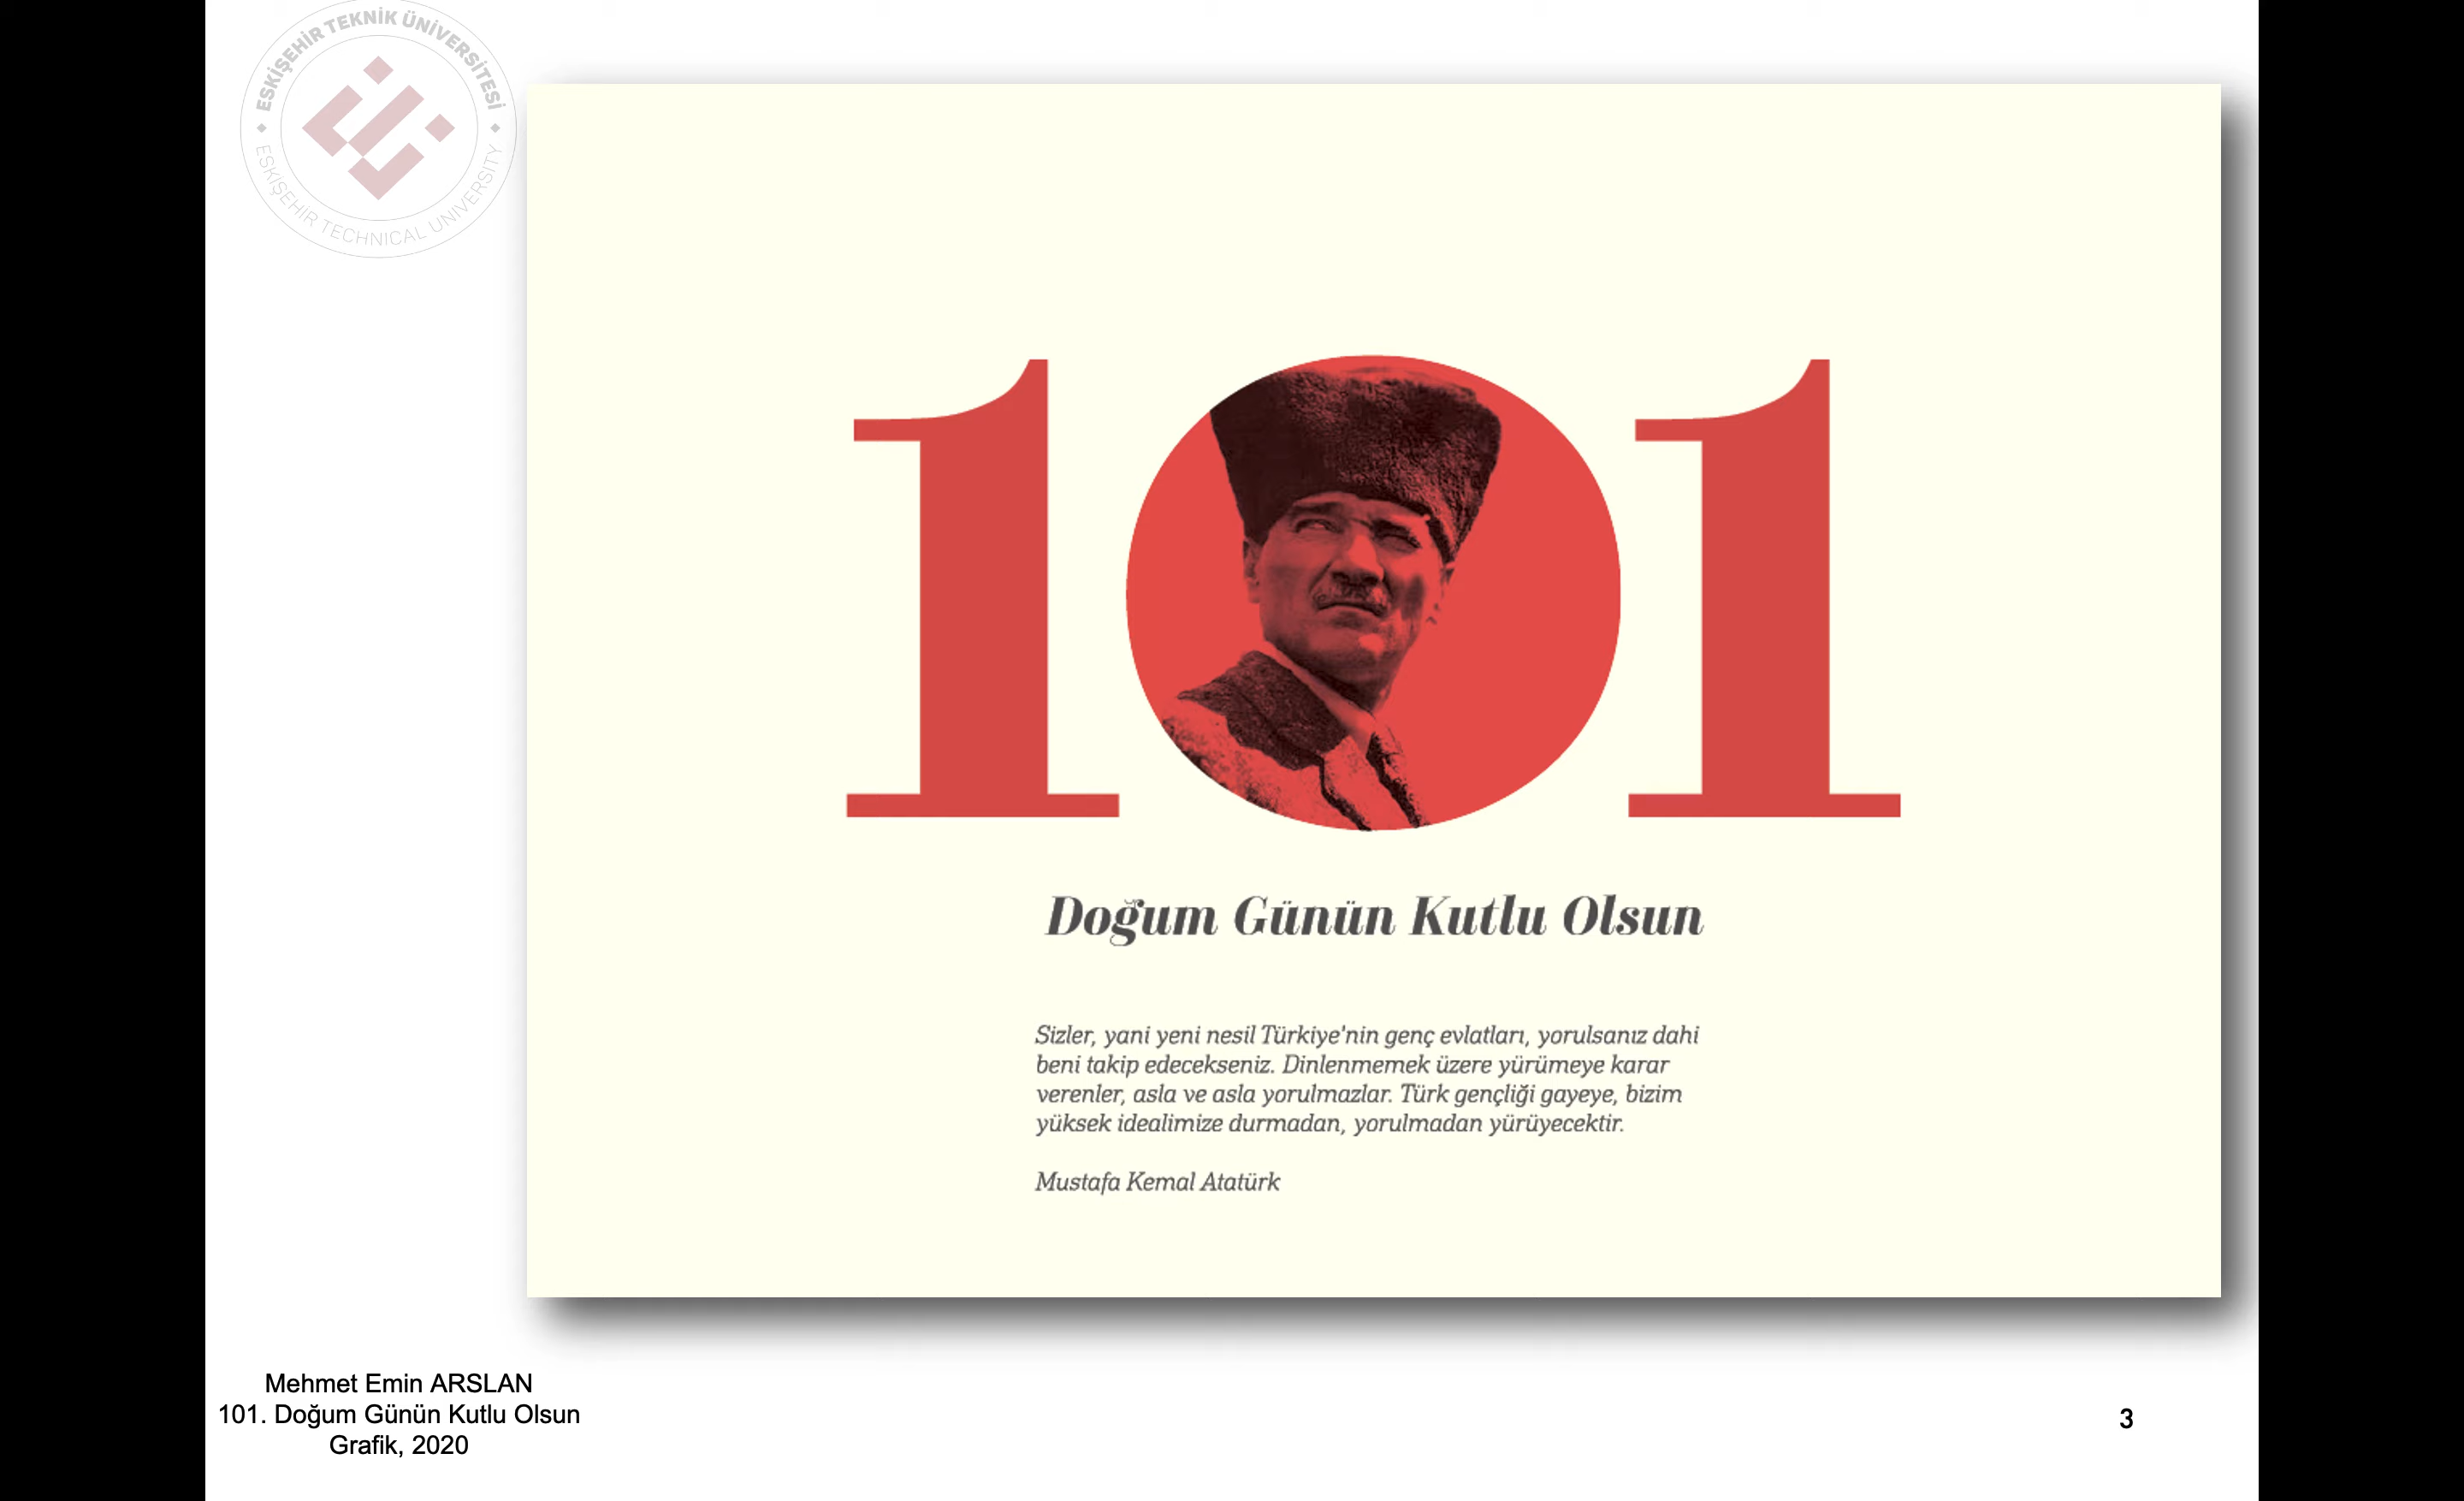 ESKİŞEHİR TEKNİK ÜNİVERSİTESİ
ESKİŞEHİR TECHNICAL UNIVERSITY
101
Doğum Günün Kutlu Olsun
Sizler, yani yeni nesil Türkiye'nin genç evlatları, yorulsanız dahi
beni takip edecekseniz. Dinlenmemek üzere yürümeye karar
verenler, asla ve asla yorulmazlar. Türk gençliği gayeye, bizim
yüksek idealimize durmadan, yorulmadan yürüyecektir.
Mustafa Kemal Atatürk
Mehmet Emin ARSLAN
101. Doğum Günün Kutlu Olsun
Grafik, 2020
3